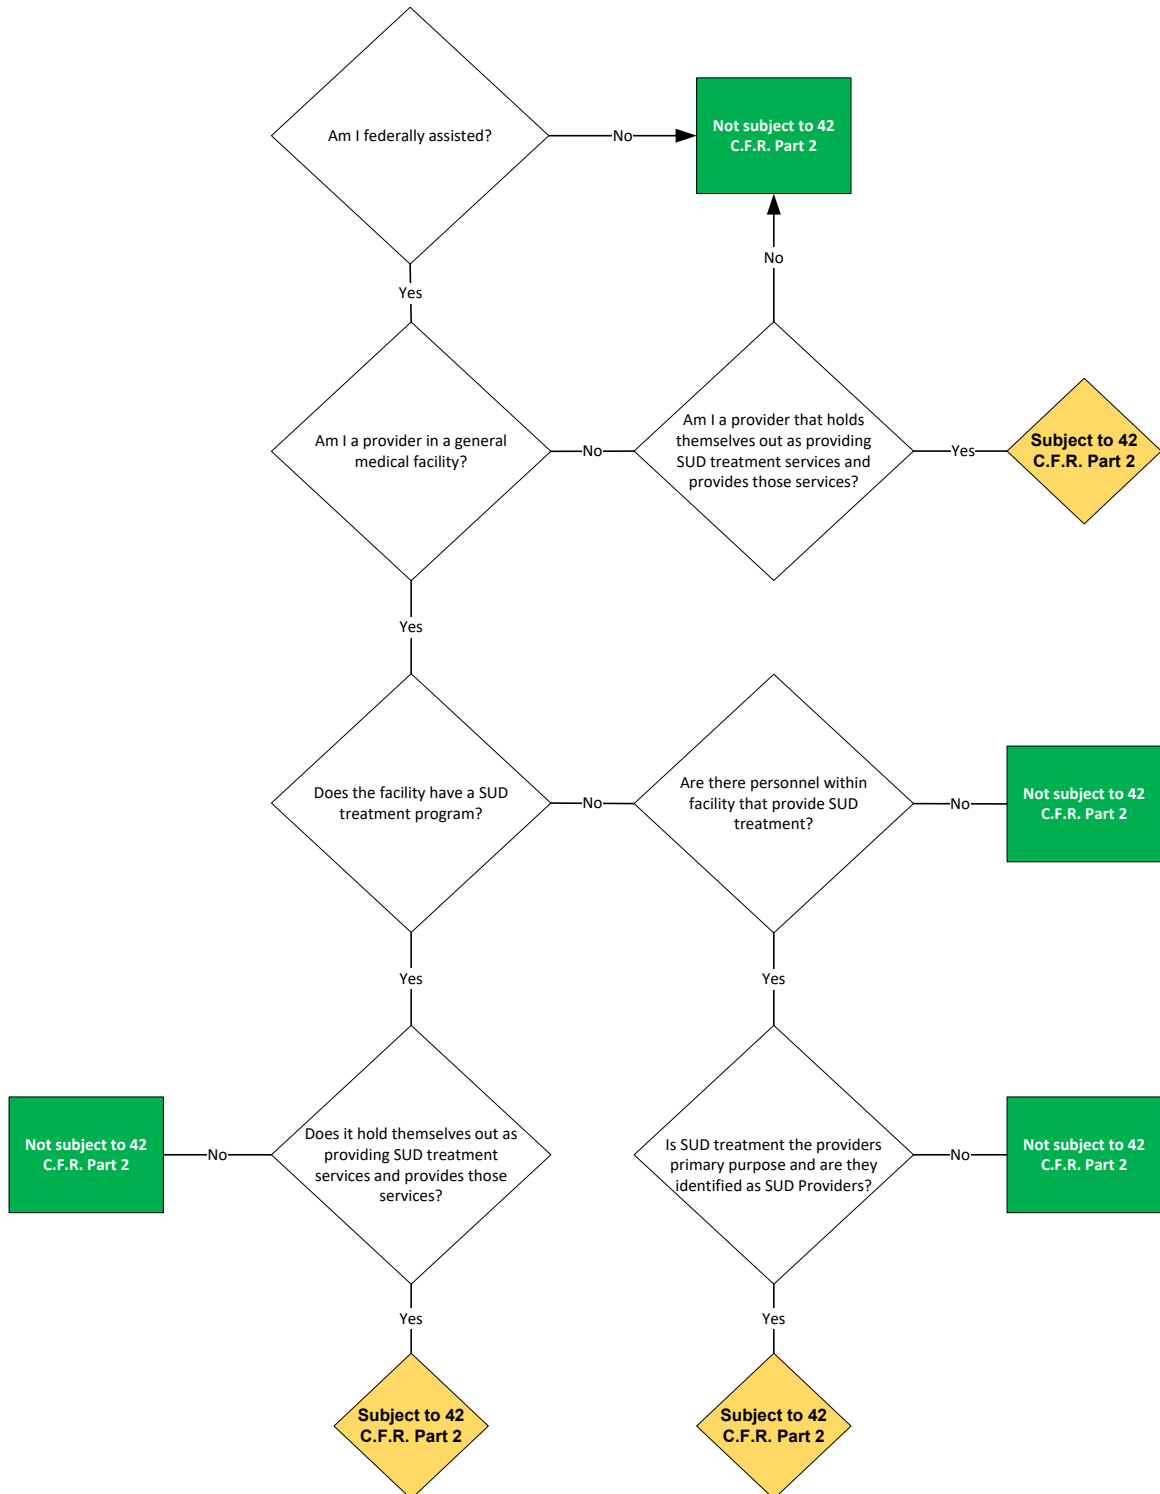 Am I federally assisted?
No
Not subject to 42
C.F.R. Part 2
Yes
No
Am I a provider in a general
medical facility?
No
Am I a provider that holds
themselves out as providing
SUD treatment services and
provides those services?
Yes
Subject to 42
C.F.R. Part 2
Yes
Does the facility have a SUD
treatment program?
No
Are there personnel within
facility that provide SUD
treatment?
No
Not subject to 42
C.F.R. Part 2
Yes
Yes
Not subject to 42
C.F.R. Part 2
No
Does it hold themselves out as
providing SUD treatment
services and provides those
services?
Is SUD treatment the providers
primary purpose and are they
identified as SUD Providers?
No
Not subject to 42
C.F.R. Part 2
Yes
Yes
Subject to 42
C.F.R. Part 2
Subject to 42
C.F.R. Part 2